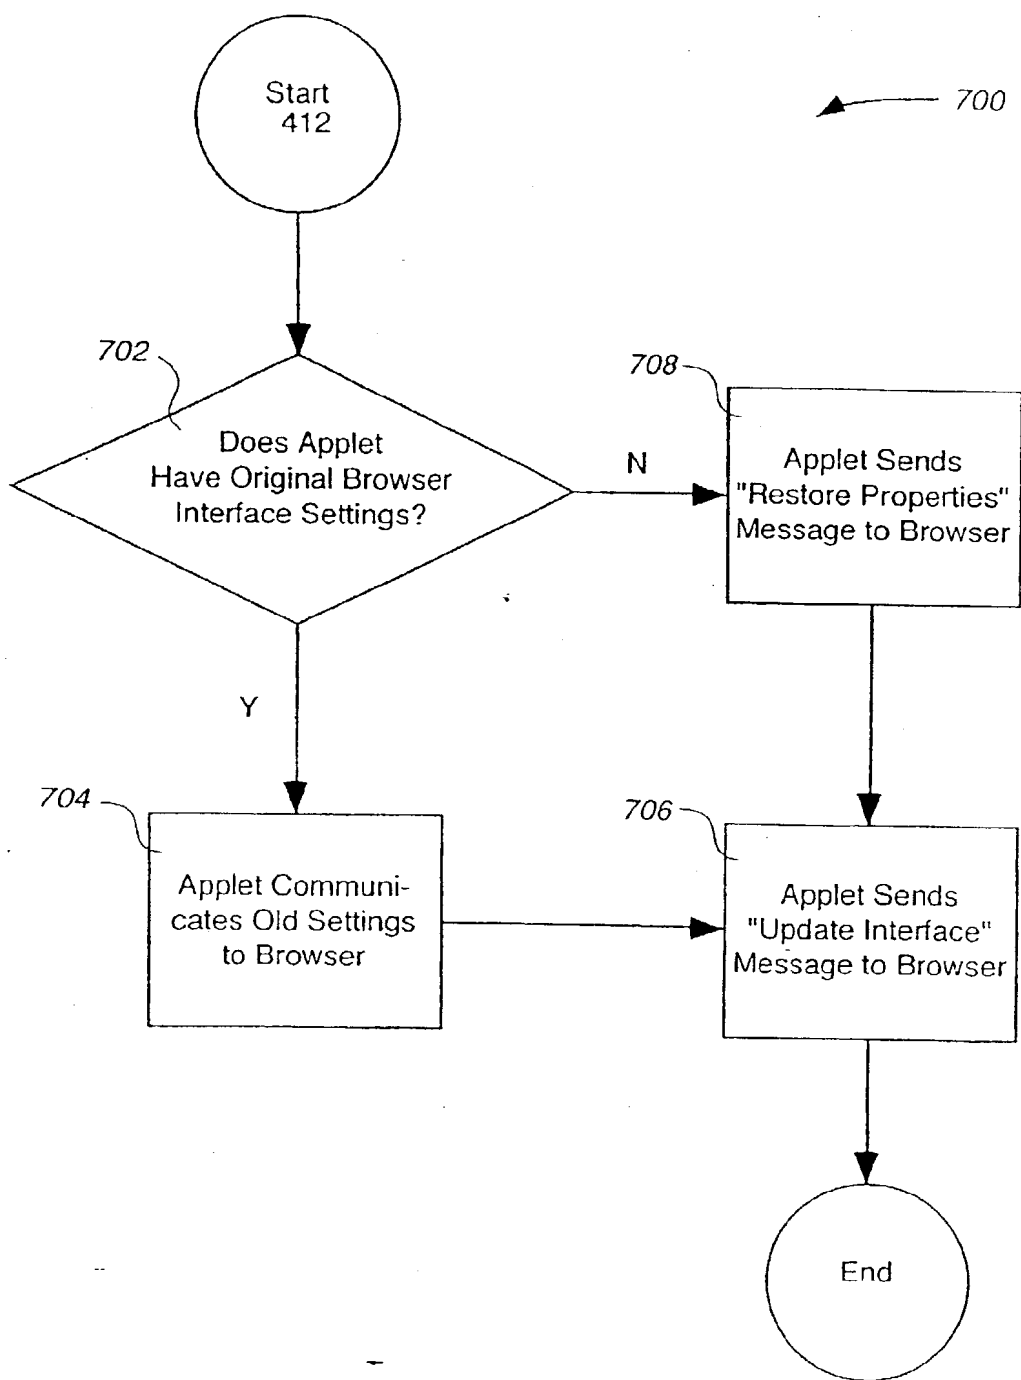 Start
412
700
702
Does Applet
Have Original Browser
Interface Settings?
N
708
Applet Sends
"Restore Properties"
Message to Browser
Y
704
Applet Communi-
cates Old Settings
to Browser
706
Applet Sends
"Update Interface"
Message to Browser
End